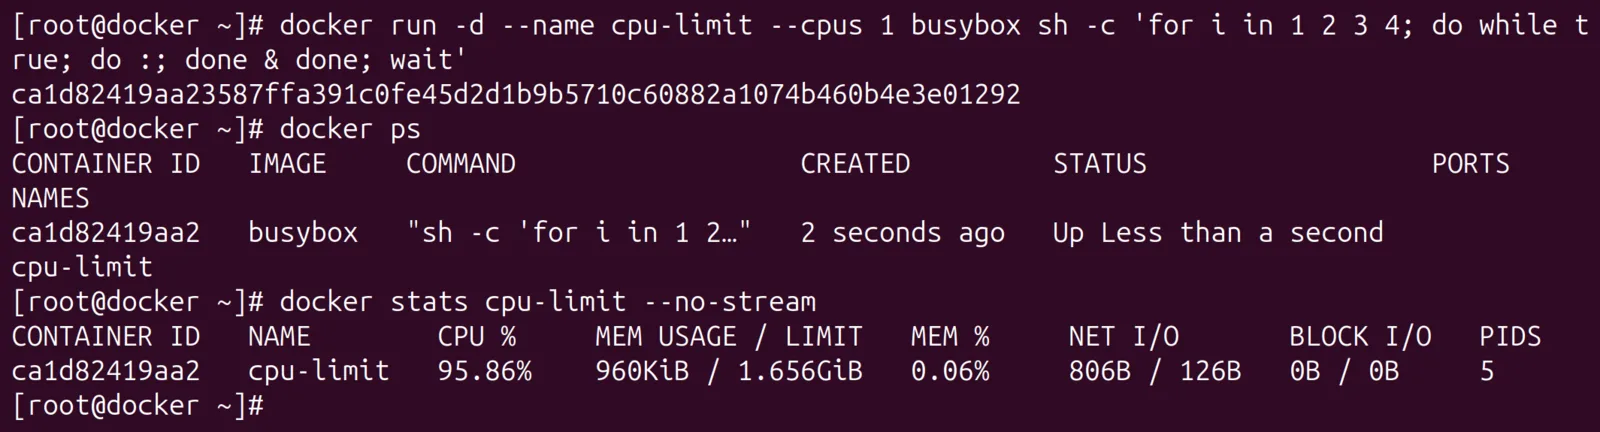 [root@docker ~]# docker run -d --name cpu-limit --cpus 1 busybox sh -c 'for i in 1 2 3 4; do while t
rue; do :; done & done; wait'
ca1d82419aa23587ffa391c0fe45d2d1b9b5710c60882a1074b460b4e3e01292
[root@docker ~]# docker ps
CONTAINER ID   IMAGE     COMMAND                  CREATED         STATUS                  PORTS
NAMES
ca1d82419aa2   busybox   "sh -c 'for i in 1 2…"   2 seconds ago   Up Less than a second
cpu-limit
[root@docker ~]# docker stats cpu-limit --no-stream
CONTAINER ID   NAME        CPU %     MEM USAGE / LIMIT   MEM %     NET I/O       BLOCK I/O   PIDS
ca1d82419aa2   cpu-limit   95.86%    960KiB / 1.656GiB   0.06%     806B / 126B   0B / 0B     5
[root@docker ~]#